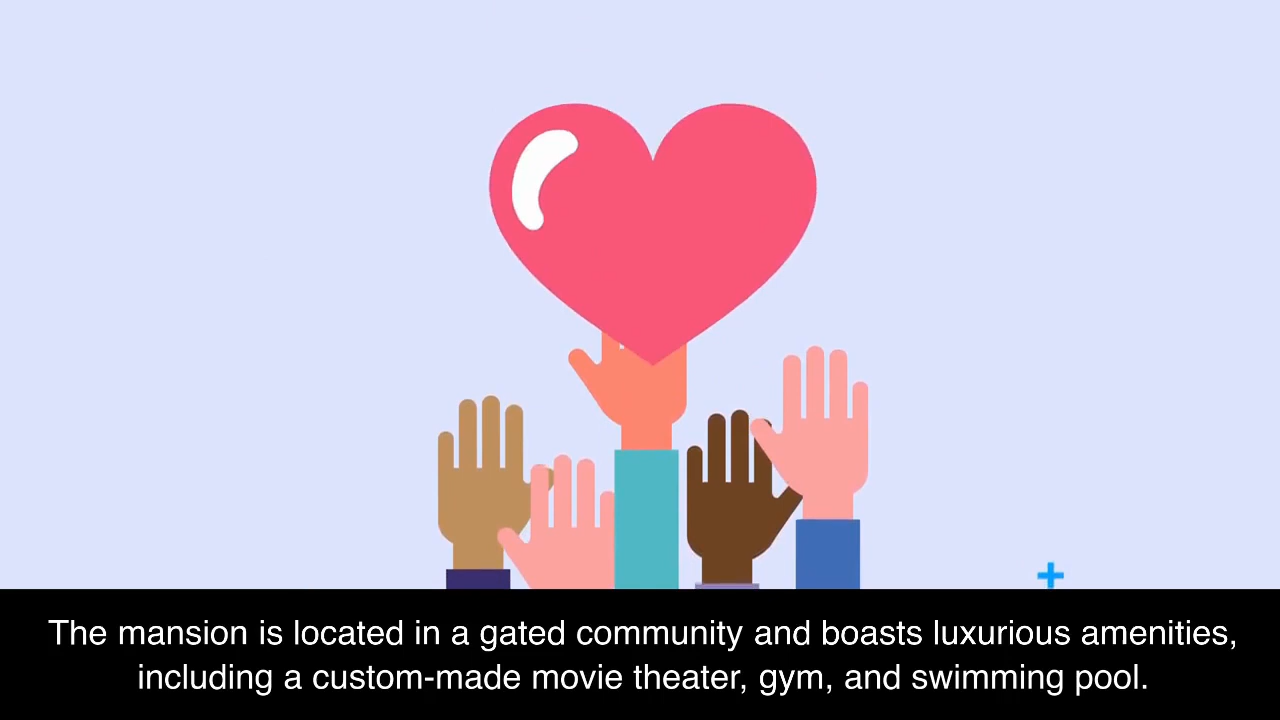 The mansion is located in a gated community and boasts luxurious amenities,
including a custom-made movie theater, gym, and swimming pool.